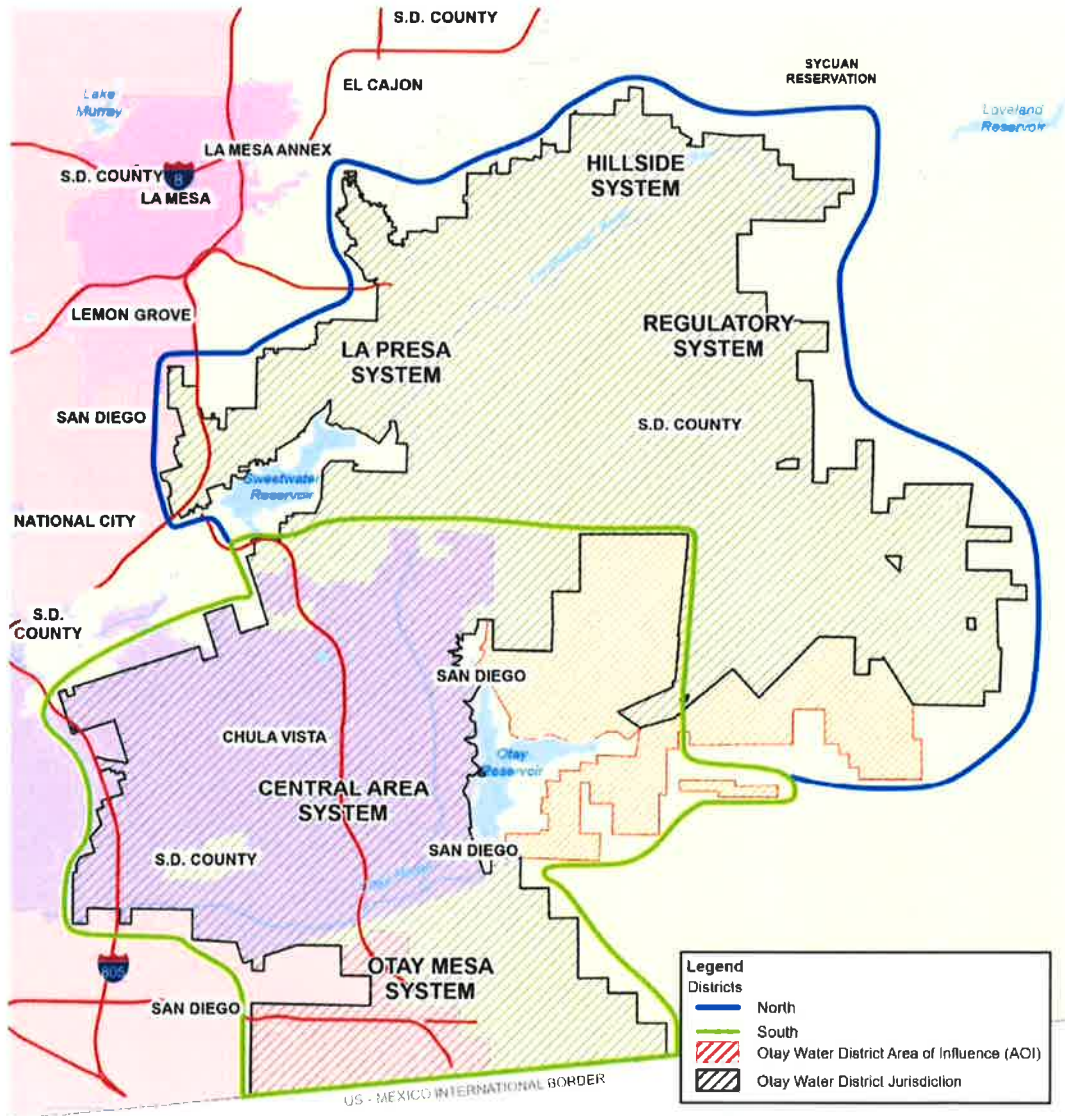 S.D. COUNTY
SYCUAN
RESERVATION
EL CAJON
Lake
Murray
Loveland
Reservoir
LA MESA ANNEX
S.D. COUNTY
8
LA MESA
HILLSIDE
SYSTEM
LEMON GROVE
LA PRESA
SYSTEM
REGULATORY
SYSTEM
SAN DIEGO
S.D. COUNTY
Sweetwater
Reservoir
NATIONAL CITY
S.D.
COUNTY
SAN DIEGO
CHULA VISTA
Otay
Reservoir
CENTRAL AREA
SYSTEM
SAN DIEGO
S.D. COUNTY
OTAY MESA
SYSTEM
805
SAN DIEGO
US - MEXICO INTERNATIONAL BORDER
Legend
Districts
North
South
Otay Water District Area of Influence (AOI)
Otay Water District Jurisdiction